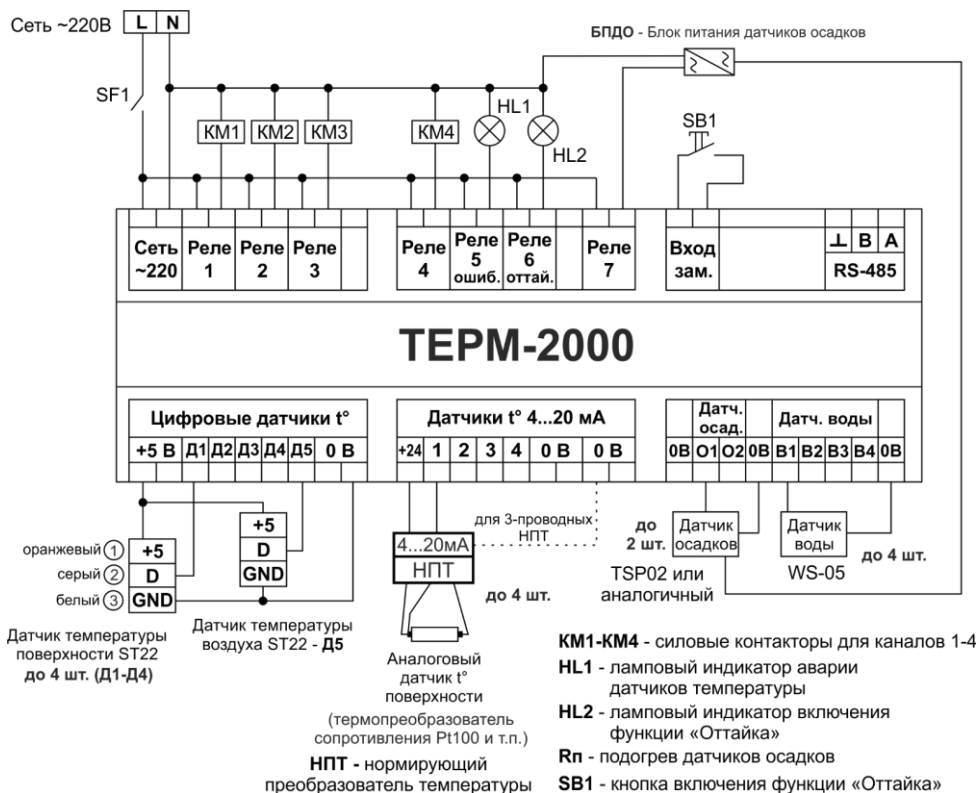 Сеть ~220В
L N
БПДО - Блок питания датчиков осадков
SF1
КМ1 КМ2 КМ3 КМ4
HL1
HL2
SB1
Сеть ~220
Реле 1
Реле 2
Реле 3
Реле 4
Реле 5 ошиб.
Реле 6 оттай.
Реле 7
Вход зам.
⊥ B A
RS-485
ТЕРМ-2000
Цифровые датчики t°
+5 В Д1 Д2 Д3 Д4 Д5 0 В
Датчики t° 4...20 мА
+24 1 2 3 4 0 В 0 В
Датч. осад.
Датч. воды
0В О1 О2 0В В1 В2 В3 В4 0В
оранжевый 1 +5
серый 2 D
белый 3 GND
+5
D
GND
Датчик температуры
поверхности ST22
до 4 шт. (Д1-Д4)
Датчик температуры
воздуха ST22 - Д5
4...20мА
НПТ
для 3-проводных
НПТ
до 4 шт.
Аналоговый
датчик t°
поверхности
(термопреобразователь
сопротивления Pt100 и т.п.)
НПТ - нормирующий
преобразователь температуры
до
2 шт.
Датчик
осадков
TSP02 или
аналогичный
Датчик
воды
WS-05
до 4 шт.
КМ1-КМ4 - силовые контакторы для каналов 1-4
HL1 - ламповый индикатор аварии
датчиков температуры
HL2 - ламповый индикатор включения
функции «Оттайка»
Rп - подогрев датчиков осадков
SB1 - кнопка включения функции «Оттайка»